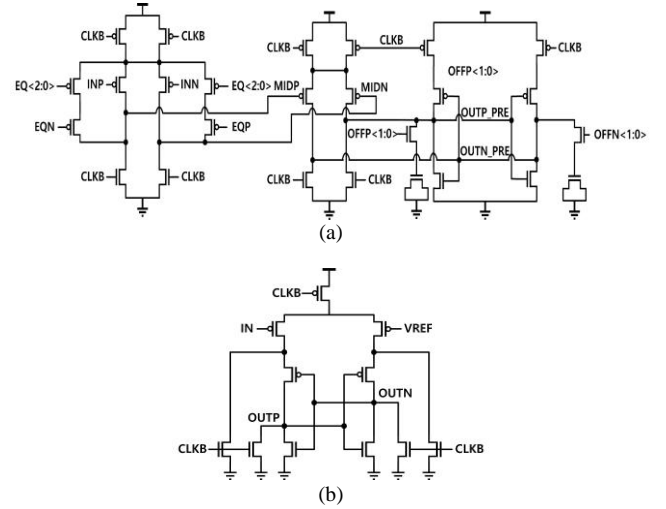 CLKB CLKB CLKB CLKB CLKB
OFFP<1:0>
EQ<2:0> INP INN EQ<2:0> MIDP MIDN
OUTP_PRE
EQN EQP OFFP<1:0> OFFN<1:0>
OUTN_PRE
CLKB CLKB CLKB CLKB
(a)
CLKB
IN VREF
OUTP OUTN
CLKB CLKB
(b)